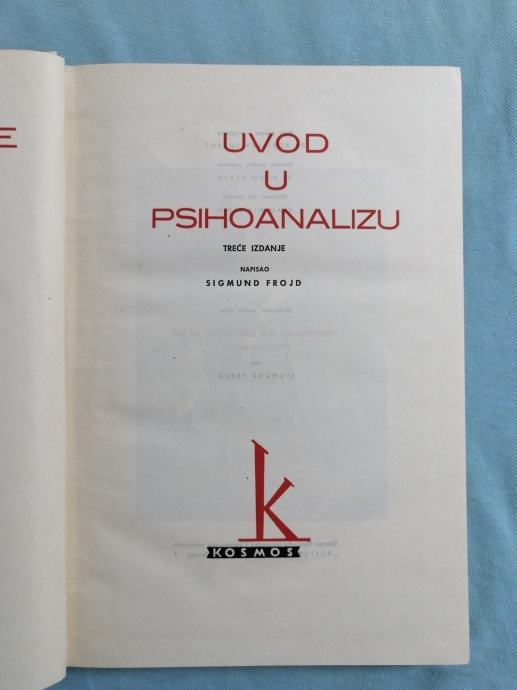 E
UVOD
U
PSIHOANALIZU
TREĆE IZDANJE
NAPISAO
SIGMUND FROJD
k
KOSMOS